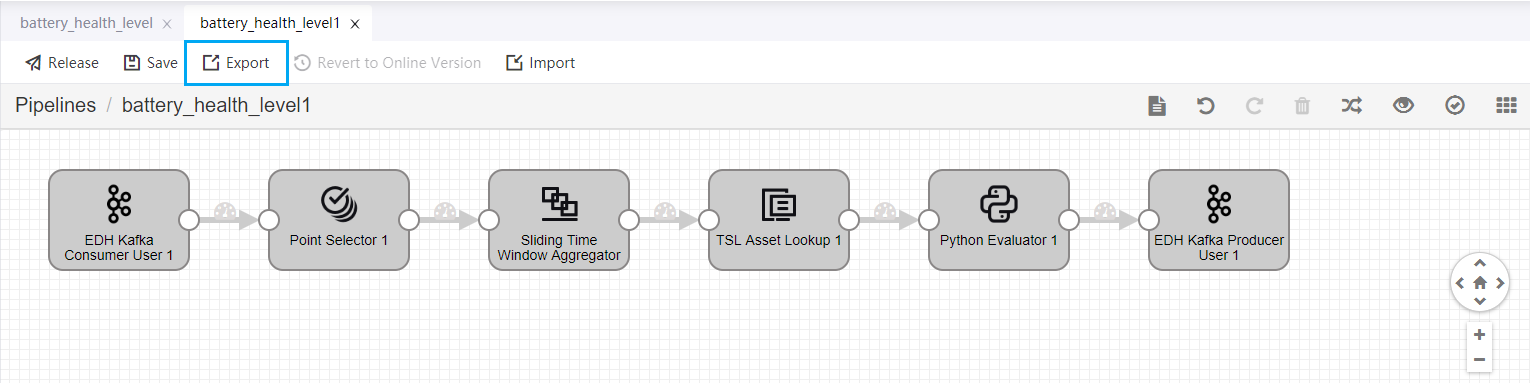 battery_health_level
battery_health_level1
Release Save Export Revert to Online Version Import
Pipelines / battery_health_level1
EDH Kafka
Consumer User 1
Point Selector 1
Sliding Time
Window Aggregator
TSL Asset Lookup 1
Python Evaluator 1
EDH Kafka Producer
User 1